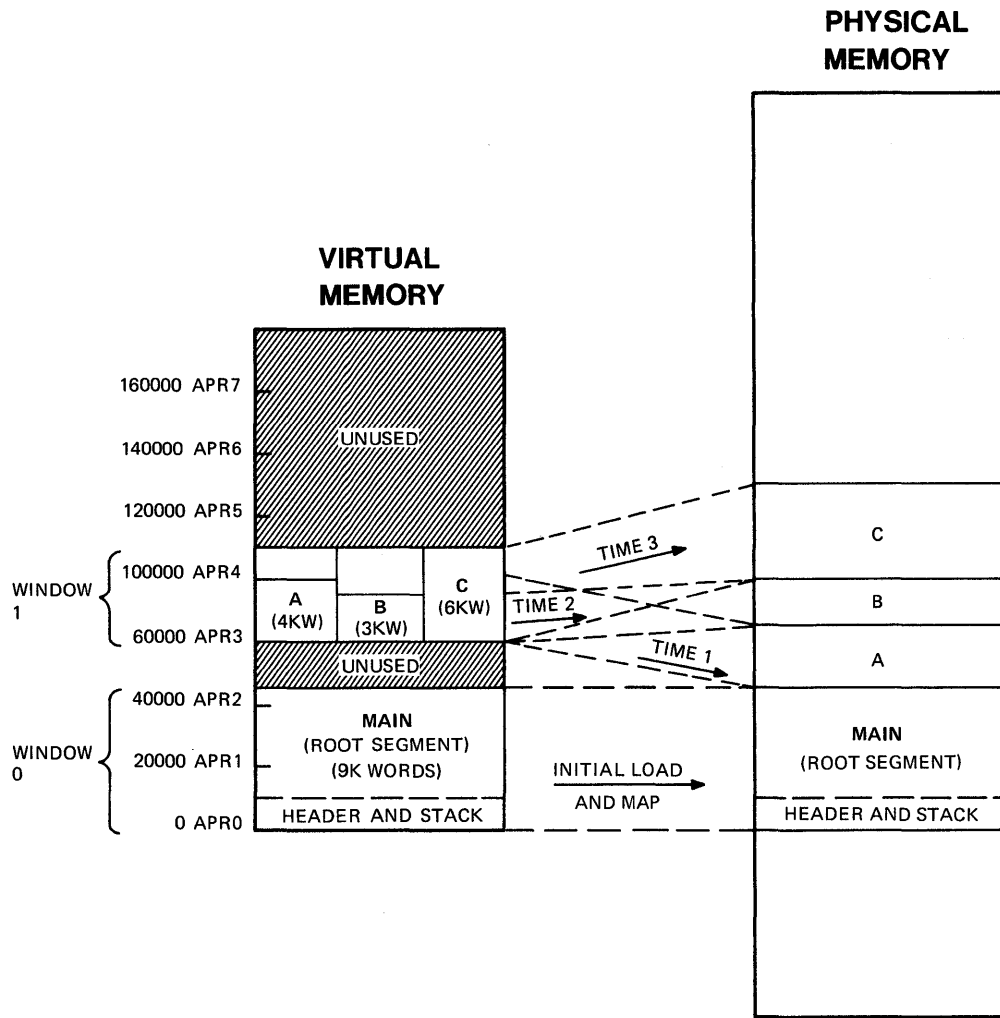 PHYSICAL
MEMORY
VIRTUAL
MEMORY
160000 APR7
140000 APR6
120000 APR5
100000 APR4
60000 APR3
40000 APR2
20000 APR1
0 APR0
WINDOW
1
WINDOW
0
UNUSED
A
(4KW)
B
(3KW)
C
(6KW)
UNUSED
MAIN
(ROOT SEGMENT)
(9K WORDS)
HEADER AND STACK
TIME 3
TIME 2
TIME 1
INITIAL LOAD
AND MAP
C
B
A
MAIN
(ROOT SEGMENT)
HEADER AND STACK